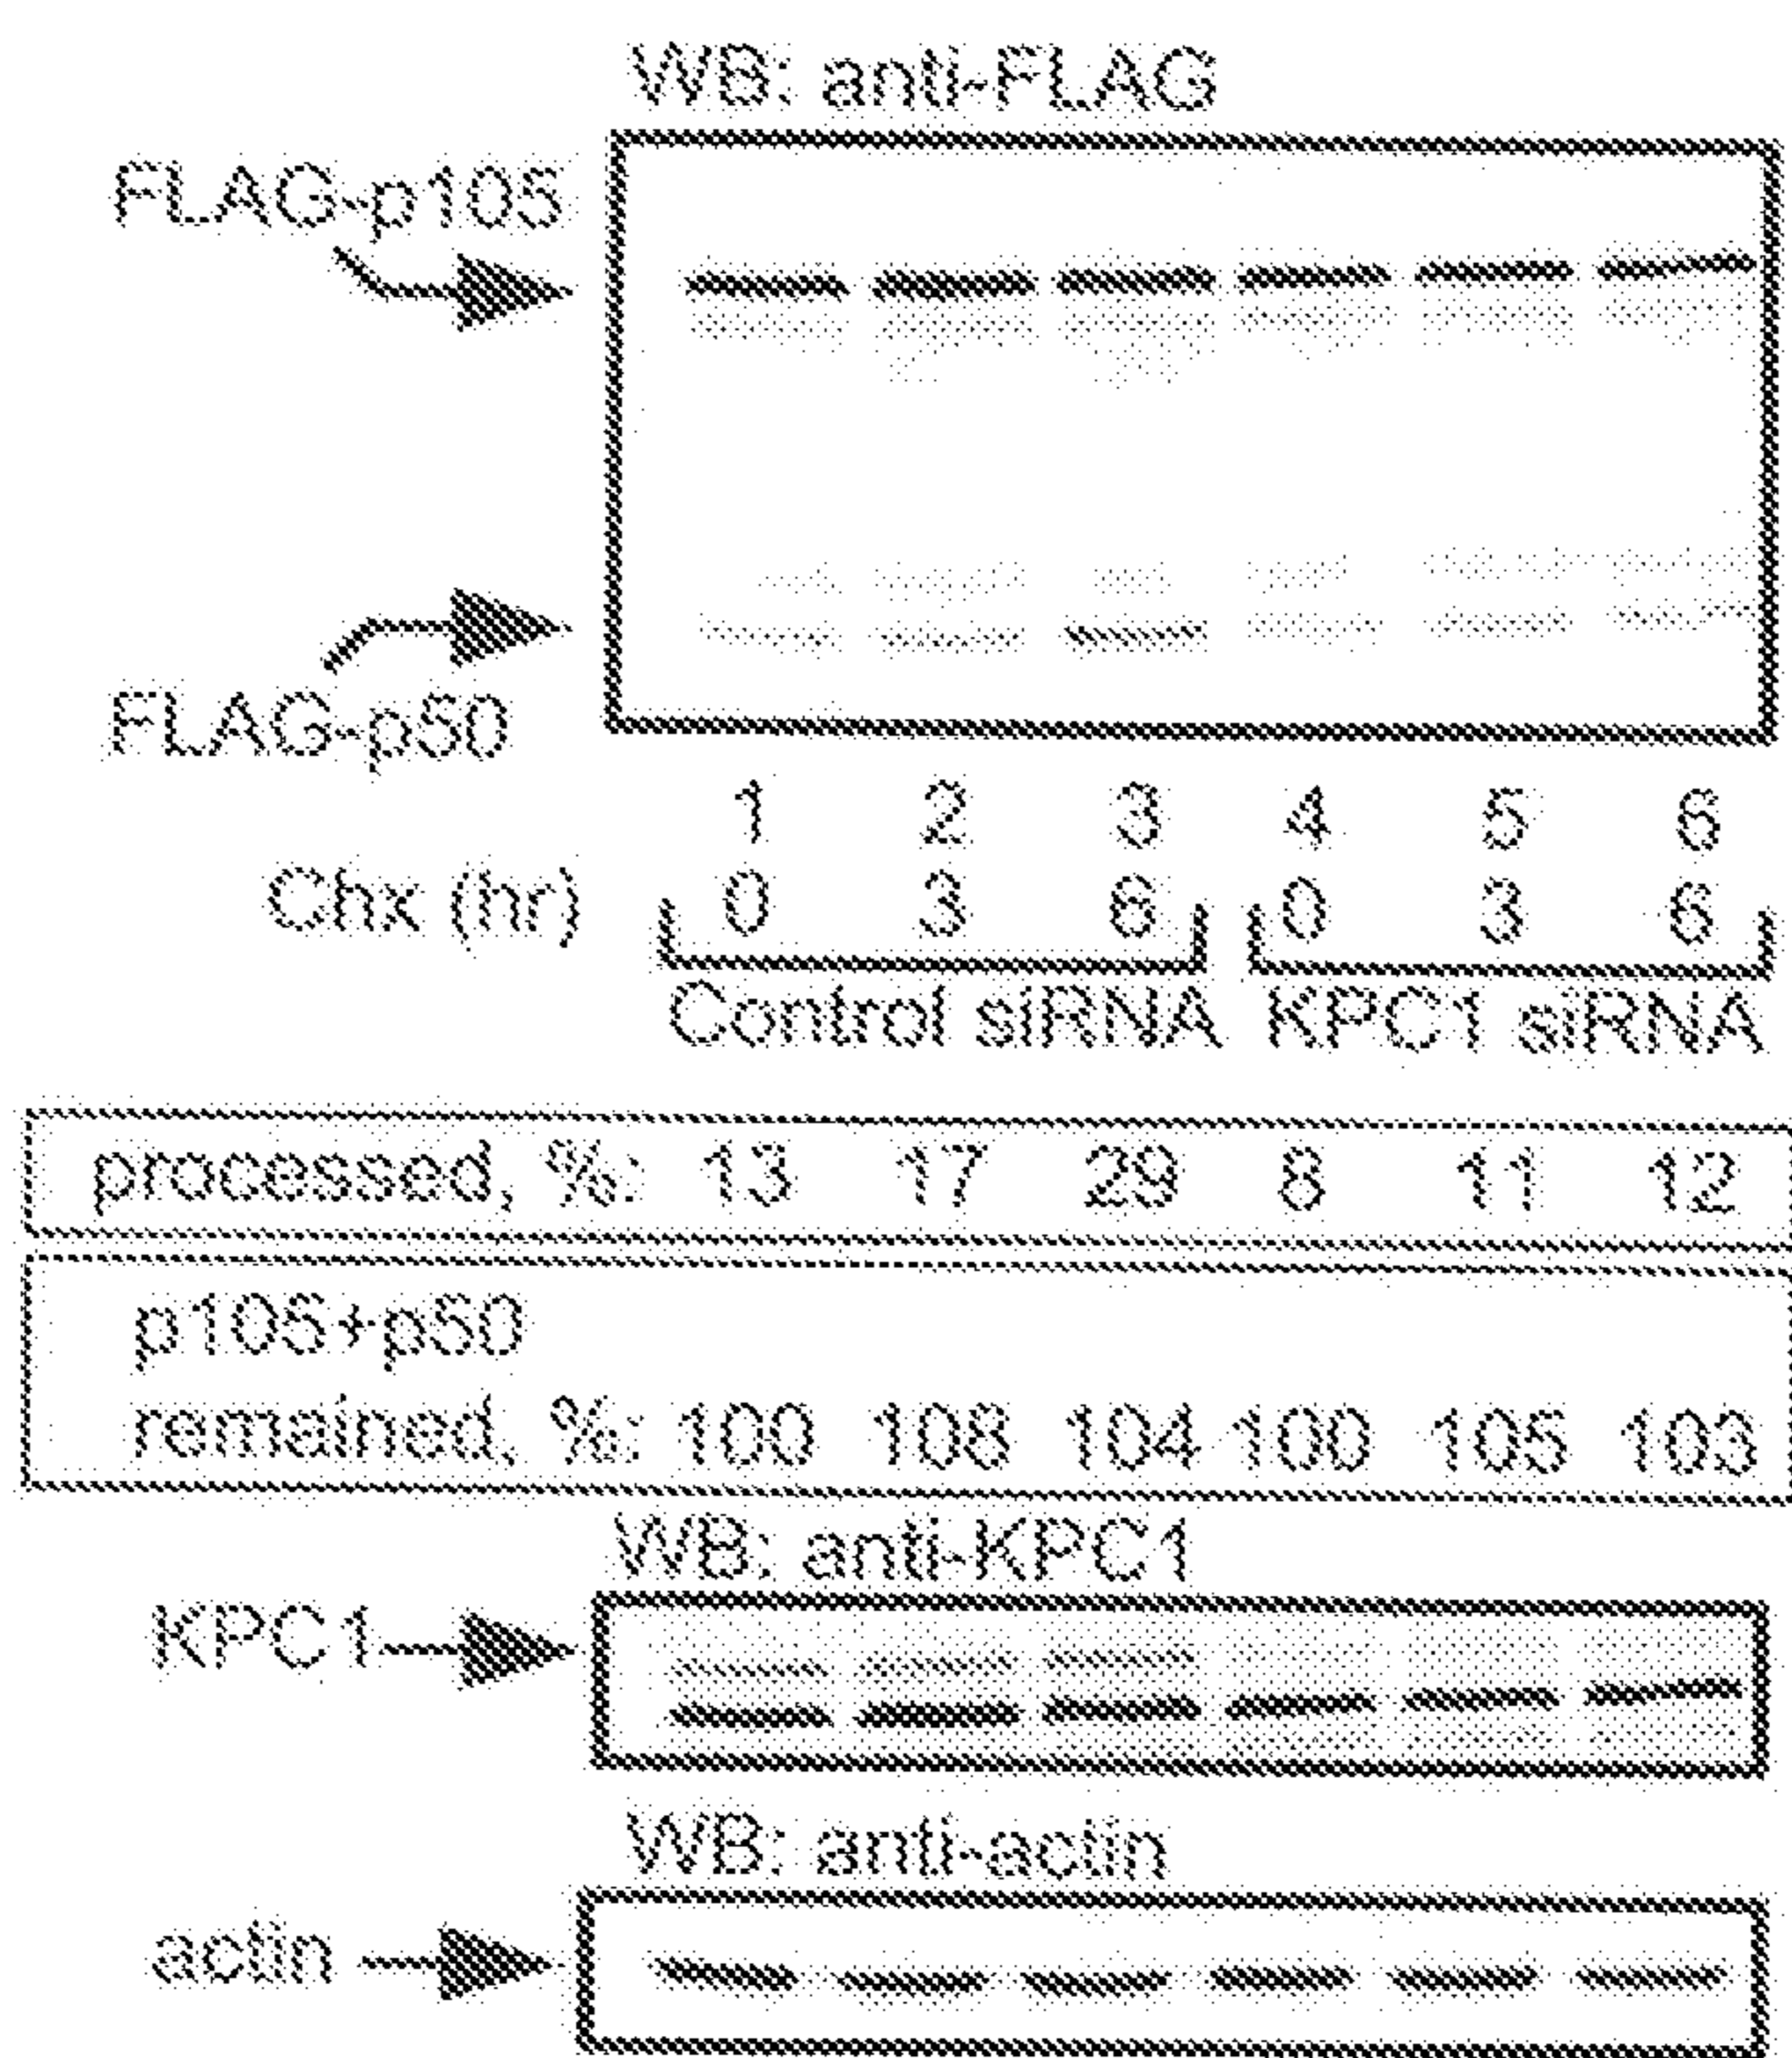 WB: anti-FLAG
FLAG-p105
FLAG-p50
1 2 3 4 5 6
Chx (hr) 0 3 6 0 3 6
Control siRNA KPC1 siRNA
processed, %: 13 17 29 8 11 12
p105+p50
remained, %: 100 108 104 100 105 103
WB: anti-KPC1
KPC1
WB: anti-actin
actin